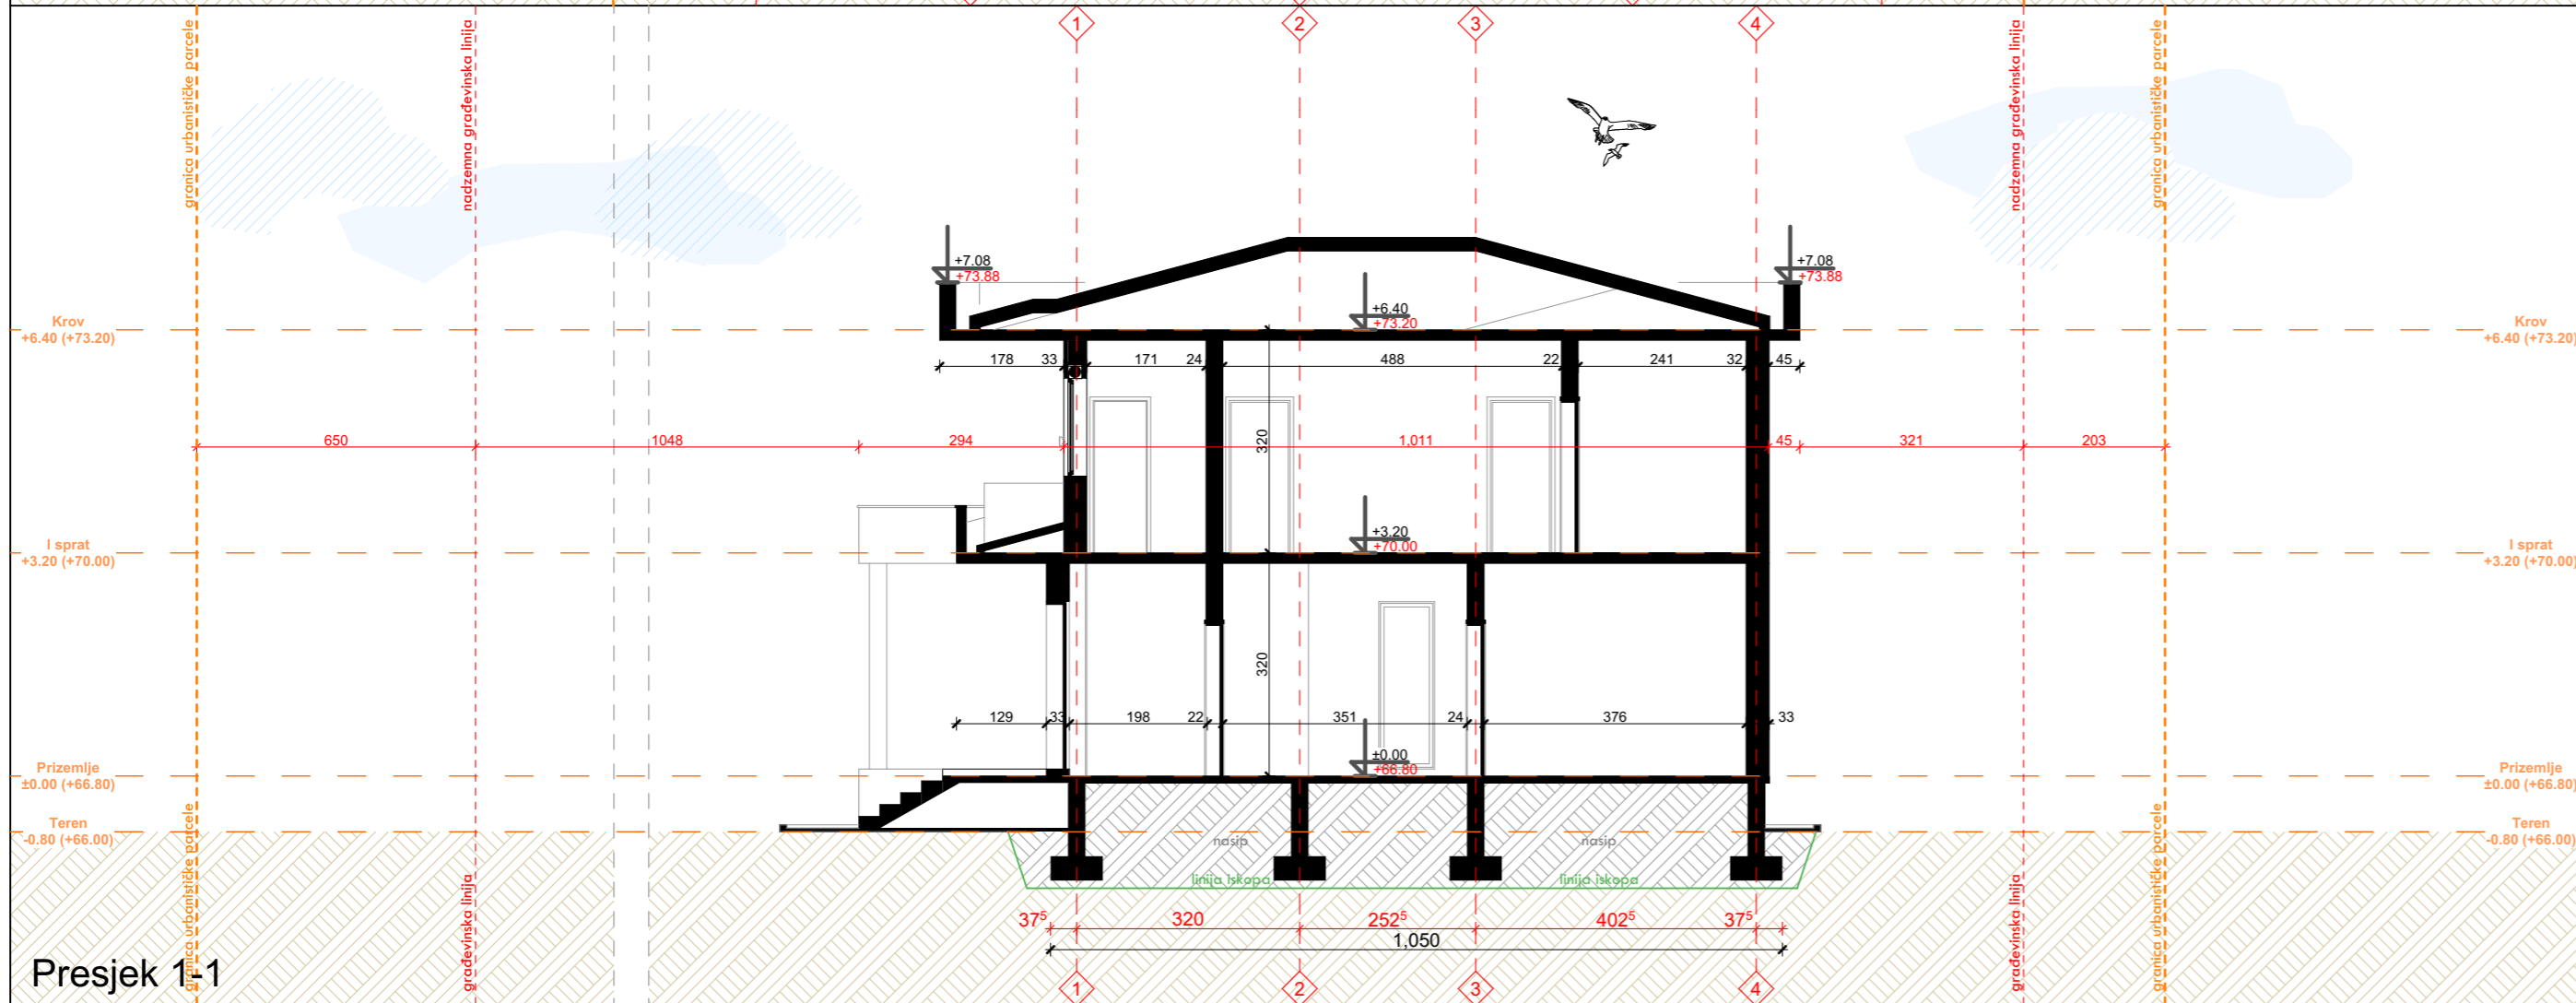 1
2
3
4
granica urbanističke parcele
nadzemna građevinska linija
nadzemna građevinska linija
granica urbanističke parcele
+7.08
+73.88
+7.08
+73.88
+6.40
+73.20
Krov
+6.40 (+73.20)
Krov
+6.40 (+73.20)
178
33
171
24
488
22
241
32
45
650
1048
294
320
1,011
45
321
203
+3.20
+70.00
I sprat
+3.20 (+70.00)
I sprat
+3.20 (+70.00)
320
129
33
198
22
351
24
376
33
±0.00
+66.80
Prizemlje
±0.00 (+66.80)
Prizemlje
±0.00 (+66.80)
Teren
-0.80 (+66.00)
Teren
-0.80 (+66.00)
nasip
nasip
linija iskopa
linija iskopa
granica urbanističke parcele
građevinska linija
građevinska linija
granica urbanističke parcele
37⁵
320
252⁵
402⁵
37⁵
1,050
Presjek 1-1
1
2
3
4